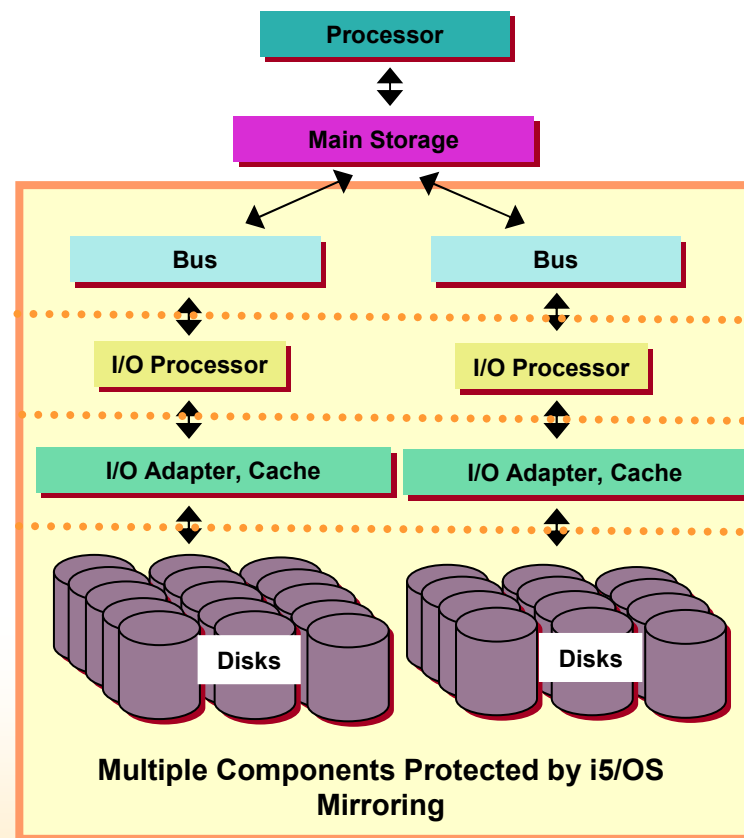 Processor
Main Storage
Bus
Bus
I/O Processor
I/O Processor
I/O Adapter, Cache
I/O Adapter, Cache
Disks
Disks
Multiple Components Protected by i5/OS
Mirroring